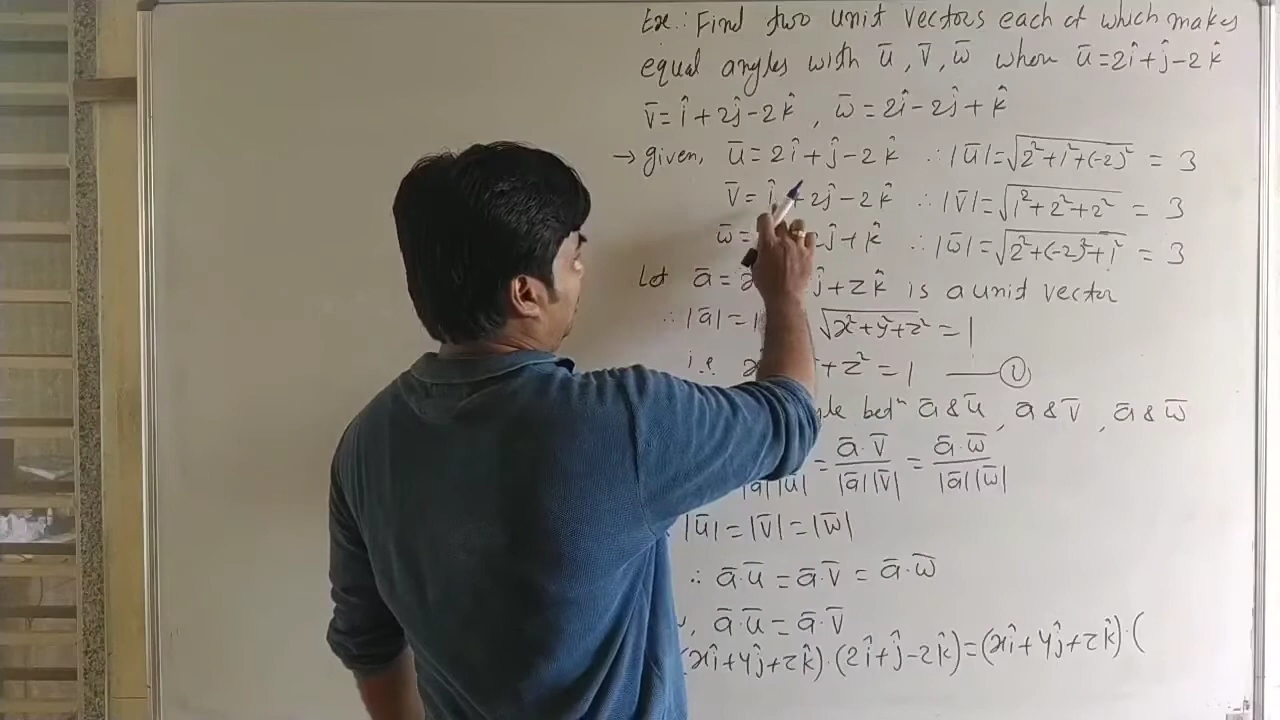 Ex.: Find two unit vectors each of which makes
equal angles with ū, v̄, w̄ where ū=2î+ĵ-2k̂
v̄=î+2ĵ-2k̂, w̄=2î-2ĵ+k̂
→ given, ū=2î+ĵ-2k̂ ∴|ū|=√2²+1²+(-2)² = 3
v̄=î+2ĵ-2k̂ ∴|v̄|=√1²+2²+2² = 3
w̄= 2ĵ+k̂ ∴|w̄|=√2²+(-2)²+1² = 3
Let ā= ĵ+zk̂ is a unit vector
∴|ā|=1 √x²+y²+z² = 1
i.e. +z²=1 — ①
betⁿ ā&ū, ā&v̄, ā&w̄
|ā||ū| = ā·v̄/|ā||v̄| = ā·w̄/|ā||w̄|
|ū|=|v̄|=|w̄|
∴ ā·ū=ā·v̄=ā·w̄
, ā·ū=ā·v̄
(xî+yĵ+zk̂)·(2î+ĵ-2k̂)=(xî+yĵ+zk̂)·(